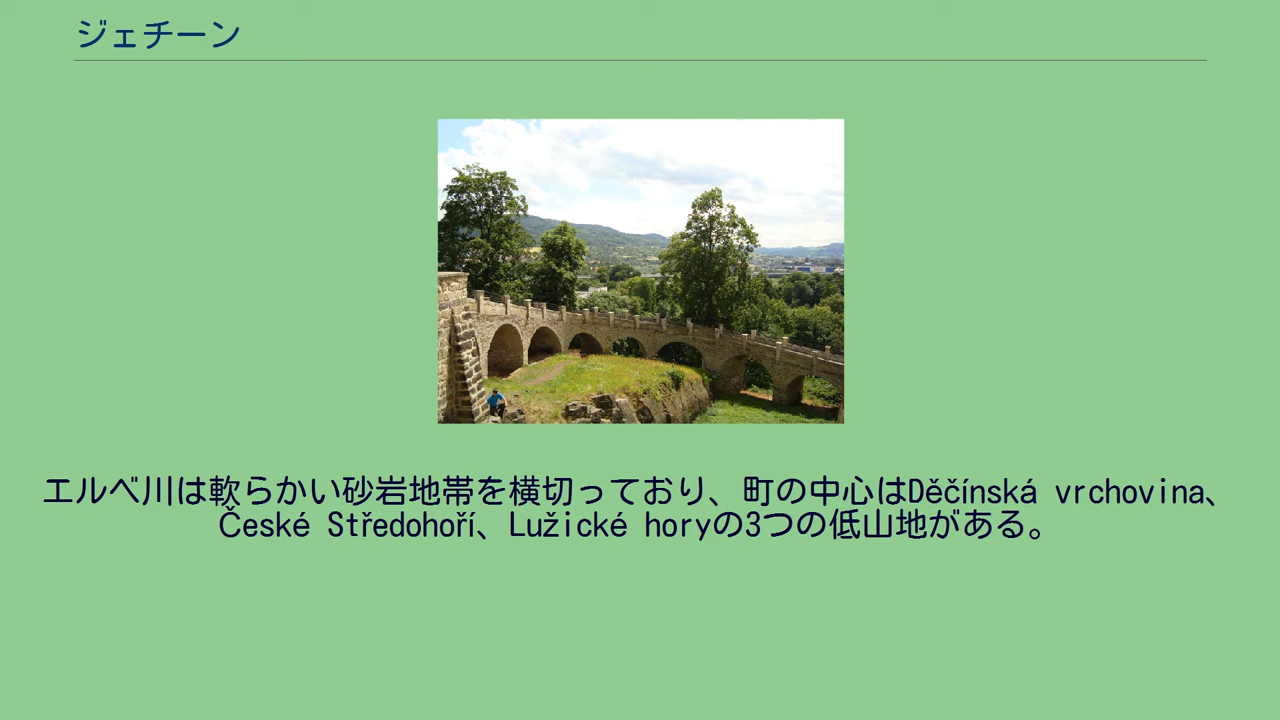 ジェチーン
エルベ川は軟らかい砂岩地帯を横切っており、町の中心はDěčínská vrchovina、
České Středohoří、Lužické horyの3つの低山地がある。